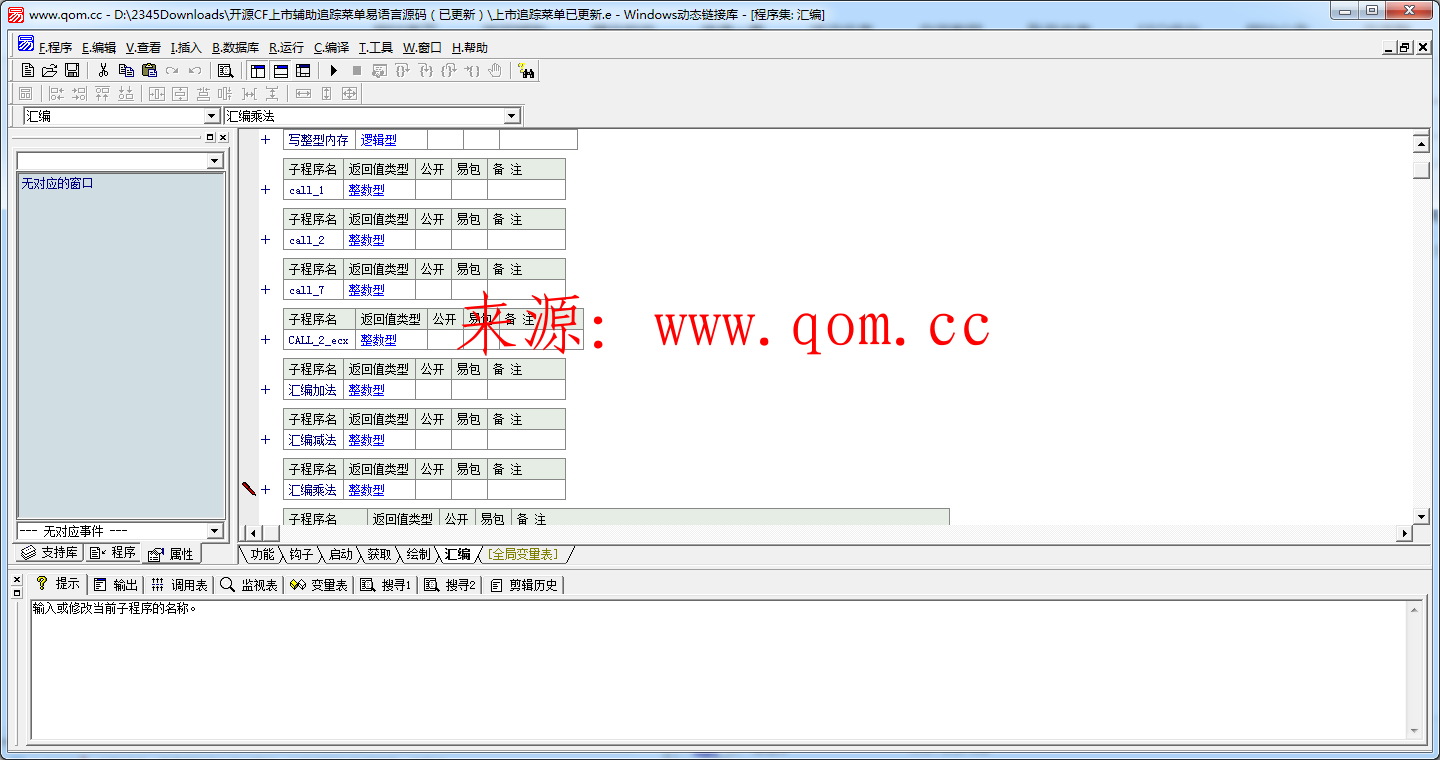 www.qom.cc - D:\2345Downloads\开源CF上市辅助追踪菜单易语言源码（已更新）\上市追踪菜单已更新.e - Windows动态链接库 - [程序集: 汇编]
F.程序 E.编辑 V.查看 I.插入 B.数据库 R.运行 C.编译 T.工具 W.窗口 H.帮助
汇编 汇编乘法
写整型内存 逻辑型
无对应的窗口
子程序名 返回值类型 公开 易包 备 注
call_1 整数型
子程序名 返回值类型 公开 易包 备 注
call_2 整数型
子程序名 返回值类型 公开 易包 备 注
call_7 整数型
子程序名 返回值类型 公开 易包 备 注
CALL_2_ecx 整数型
来源: www.qom.cc
子程序名 返回值类型 公开 易包 备 注
汇编加法 整数型
子程序名 返回值类型 公开 易包 备 注
汇编减法 整数型
子程序名 返回值类型 公开 易包 备 注
汇编乘法 整数型
子程序名 返回值类型 公开 易包 备 注
--- 无对应事件 ---
支持库 程序 属性
功能 钩子 启动 获取 绘制 汇编 [全局变量表]
提示 输出 调用表 监视表 变量表 搜寻1 搜寻2 剪辑历史
输入或修改当前子程序的名称。